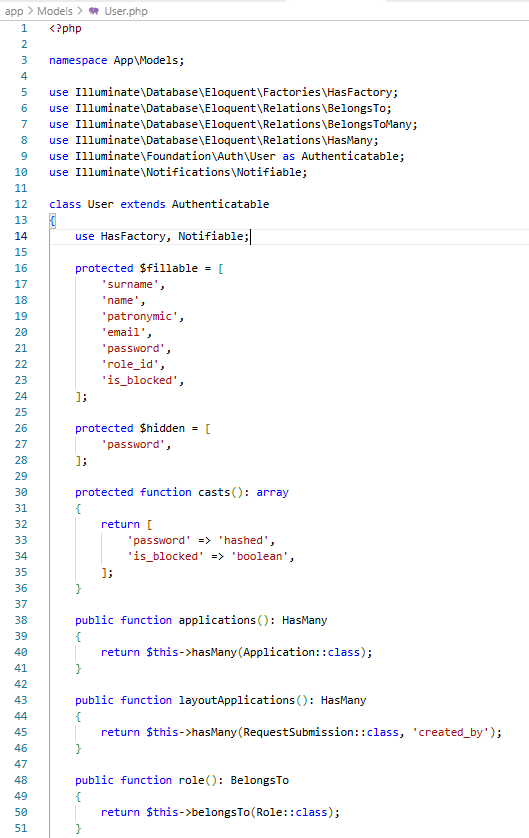 app > Models > User.php
1 <?php
2
3 namespace App\Models;
4
5 use Illuminate\Database\Eloquent\Factories\HasFactory;
6 use Illuminate\Database\Eloquent\Relations\BelongsTo;
7 use Illuminate\Database\Eloquent\Relations\BelongsToMany;
8 use Illuminate\Database\Eloquent\Relations\HasMany;
9 use Illuminate\Foundation\Auth\User as Authenticatable;
10 use Illuminate\Notifications\Notifiable;
11
12 class User extends Authenticatable
13 {
14     use HasFactory, Notifiable;
15
16     protected $fillable = [
17         'surname',
18         'name',
19         'patronymic',
20         'email',
21         'password',
22         'role_id',
23         'is_blocked',
24     ];
25
26     protected $hidden = [
27         'password',
28     ];
29
30     protected function casts(): array
31     {
32         return [
33             'password' => 'hashed',
34             'is_blocked' => 'boolean',
35         ];
36     }
37
38     public function applications(): HasMany
39     {
40         return $this->hasMany(Application::class);
41     }
42
43     public function layoutApplications(): HasMany
44     {
45         return $this->hasMany(RequestSubmission::class, 'created_by');
46     }
47
48     public function role(): BelongsTo
49     {
50         return $this->belongsTo(Role::class);
51     }